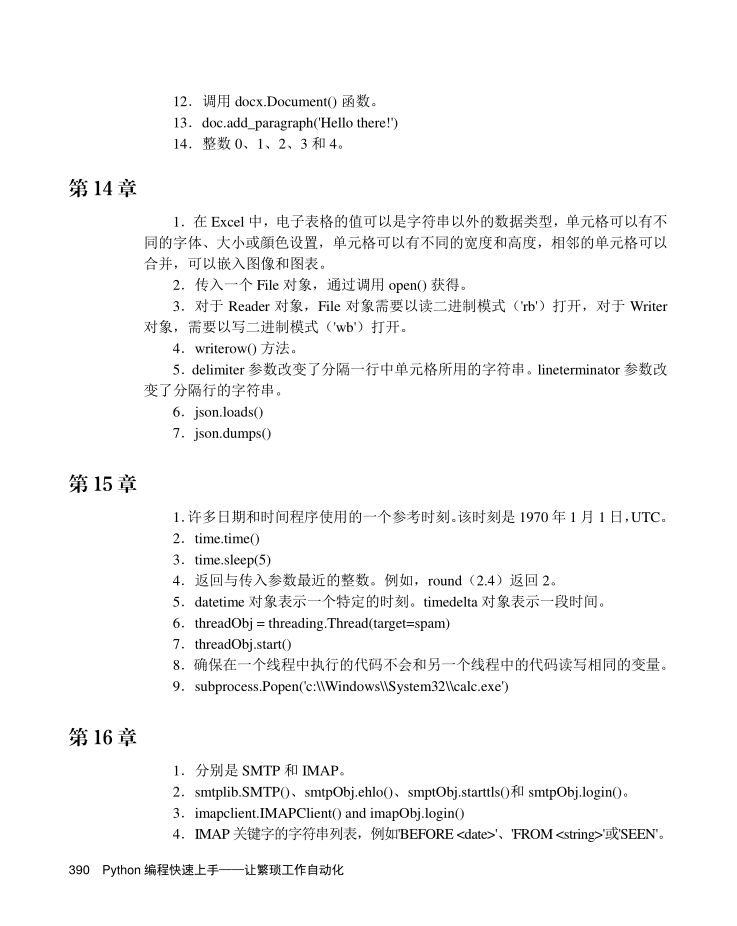 12．调用 docx.Document() 函数。
13．doc.add_paragraph('Hello there!')
14．整数 0、1、2、3 和 4。
第 14 章
1．在 Excel 中，电子表格的值可以是字符串以外的数据类型，单元格可以有不
同的字体、大小或颜色设置，单元格可以有不同的宽度和高度，相邻的单元格可以
合并，可以嵌入图像和图表。
2．传入一个 File 对象，通过调用 open() 获得。
3．对于 Reader 对象，File 对象需要以读二进制模式（'rb'）打开，对于 Writer
对象，需要以写二进制模式（'wb'）打开。
4．writerow() 方法。
5．delimiter 参数改变了分隔一行中单元格所用的字符串。lineterminator 参数改
变了分隔行的字符串。
6．json.loads()
7．json.dumps()
第 15 章
1．许多日期和时间程序使用的一个参考时刻。该时刻是 1970 年 1 月 1 日，UTC。
2．time.time()
3．time.sleep(5)
4．返回与传入参数最近的整数。例如，round（2.4）返回 2。
5．datetime 对象表示一个特定的时刻。timedelta 对象表示一段时间。
6．threadObj = threading.Thread(target=spam)
7．threadObj.start()
8．确保在一个线程中执行的代码不会和另一个线程中的代码读写相同的变量。
9．subprocess.Popen('c:\\Windows\\System32\\calc.exe')
第 16 章
1．分别是 SMTP 和 IMAP。
2．smtplib.SMTP()、smtpObj.ehlo()、smptObj.starttls()和 smtpObj.login()。
3．imapclient.IMAPClient() and imapObj.login()
4．IMAP 关键字的字符串列表，例如'BEFORE <date>'、'FROM <string>'或'SEEN'。
390 Python 编程快速上手——让繁琐工作自动化